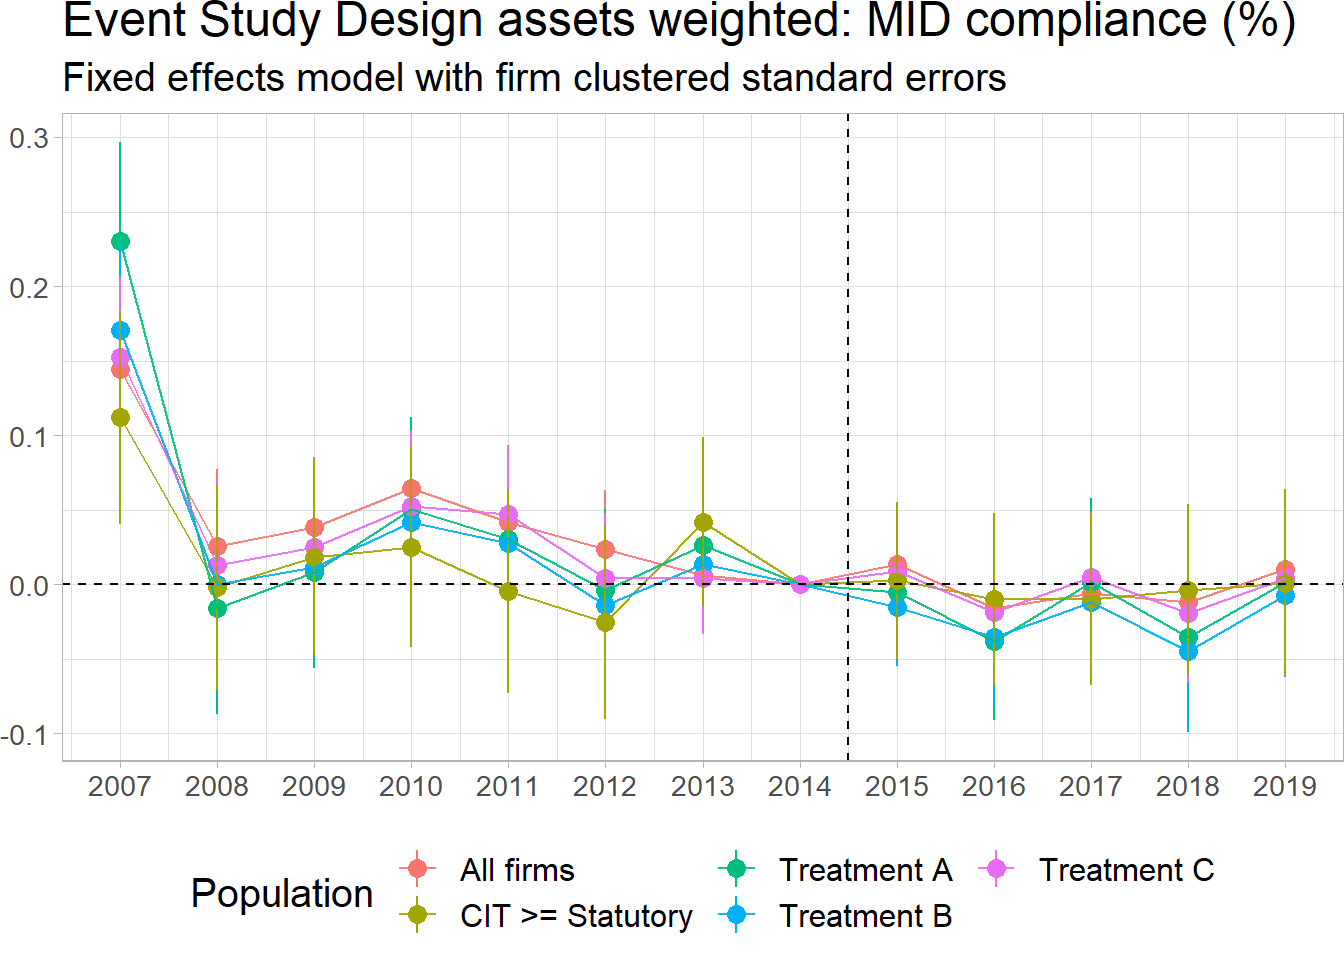 Event Study Design assets weighted: MID compliance (%)
Fixed effects model with firm clustered standard errors
0.3
0.2
0.1
0.0
-0.1
2007 2008 2009 2010 2011 2012 2013 2014 2015 2016 2017 2018 2019
Population
All firms
CIT >= Statutory
Treatment A
Treatment B
Treatment C